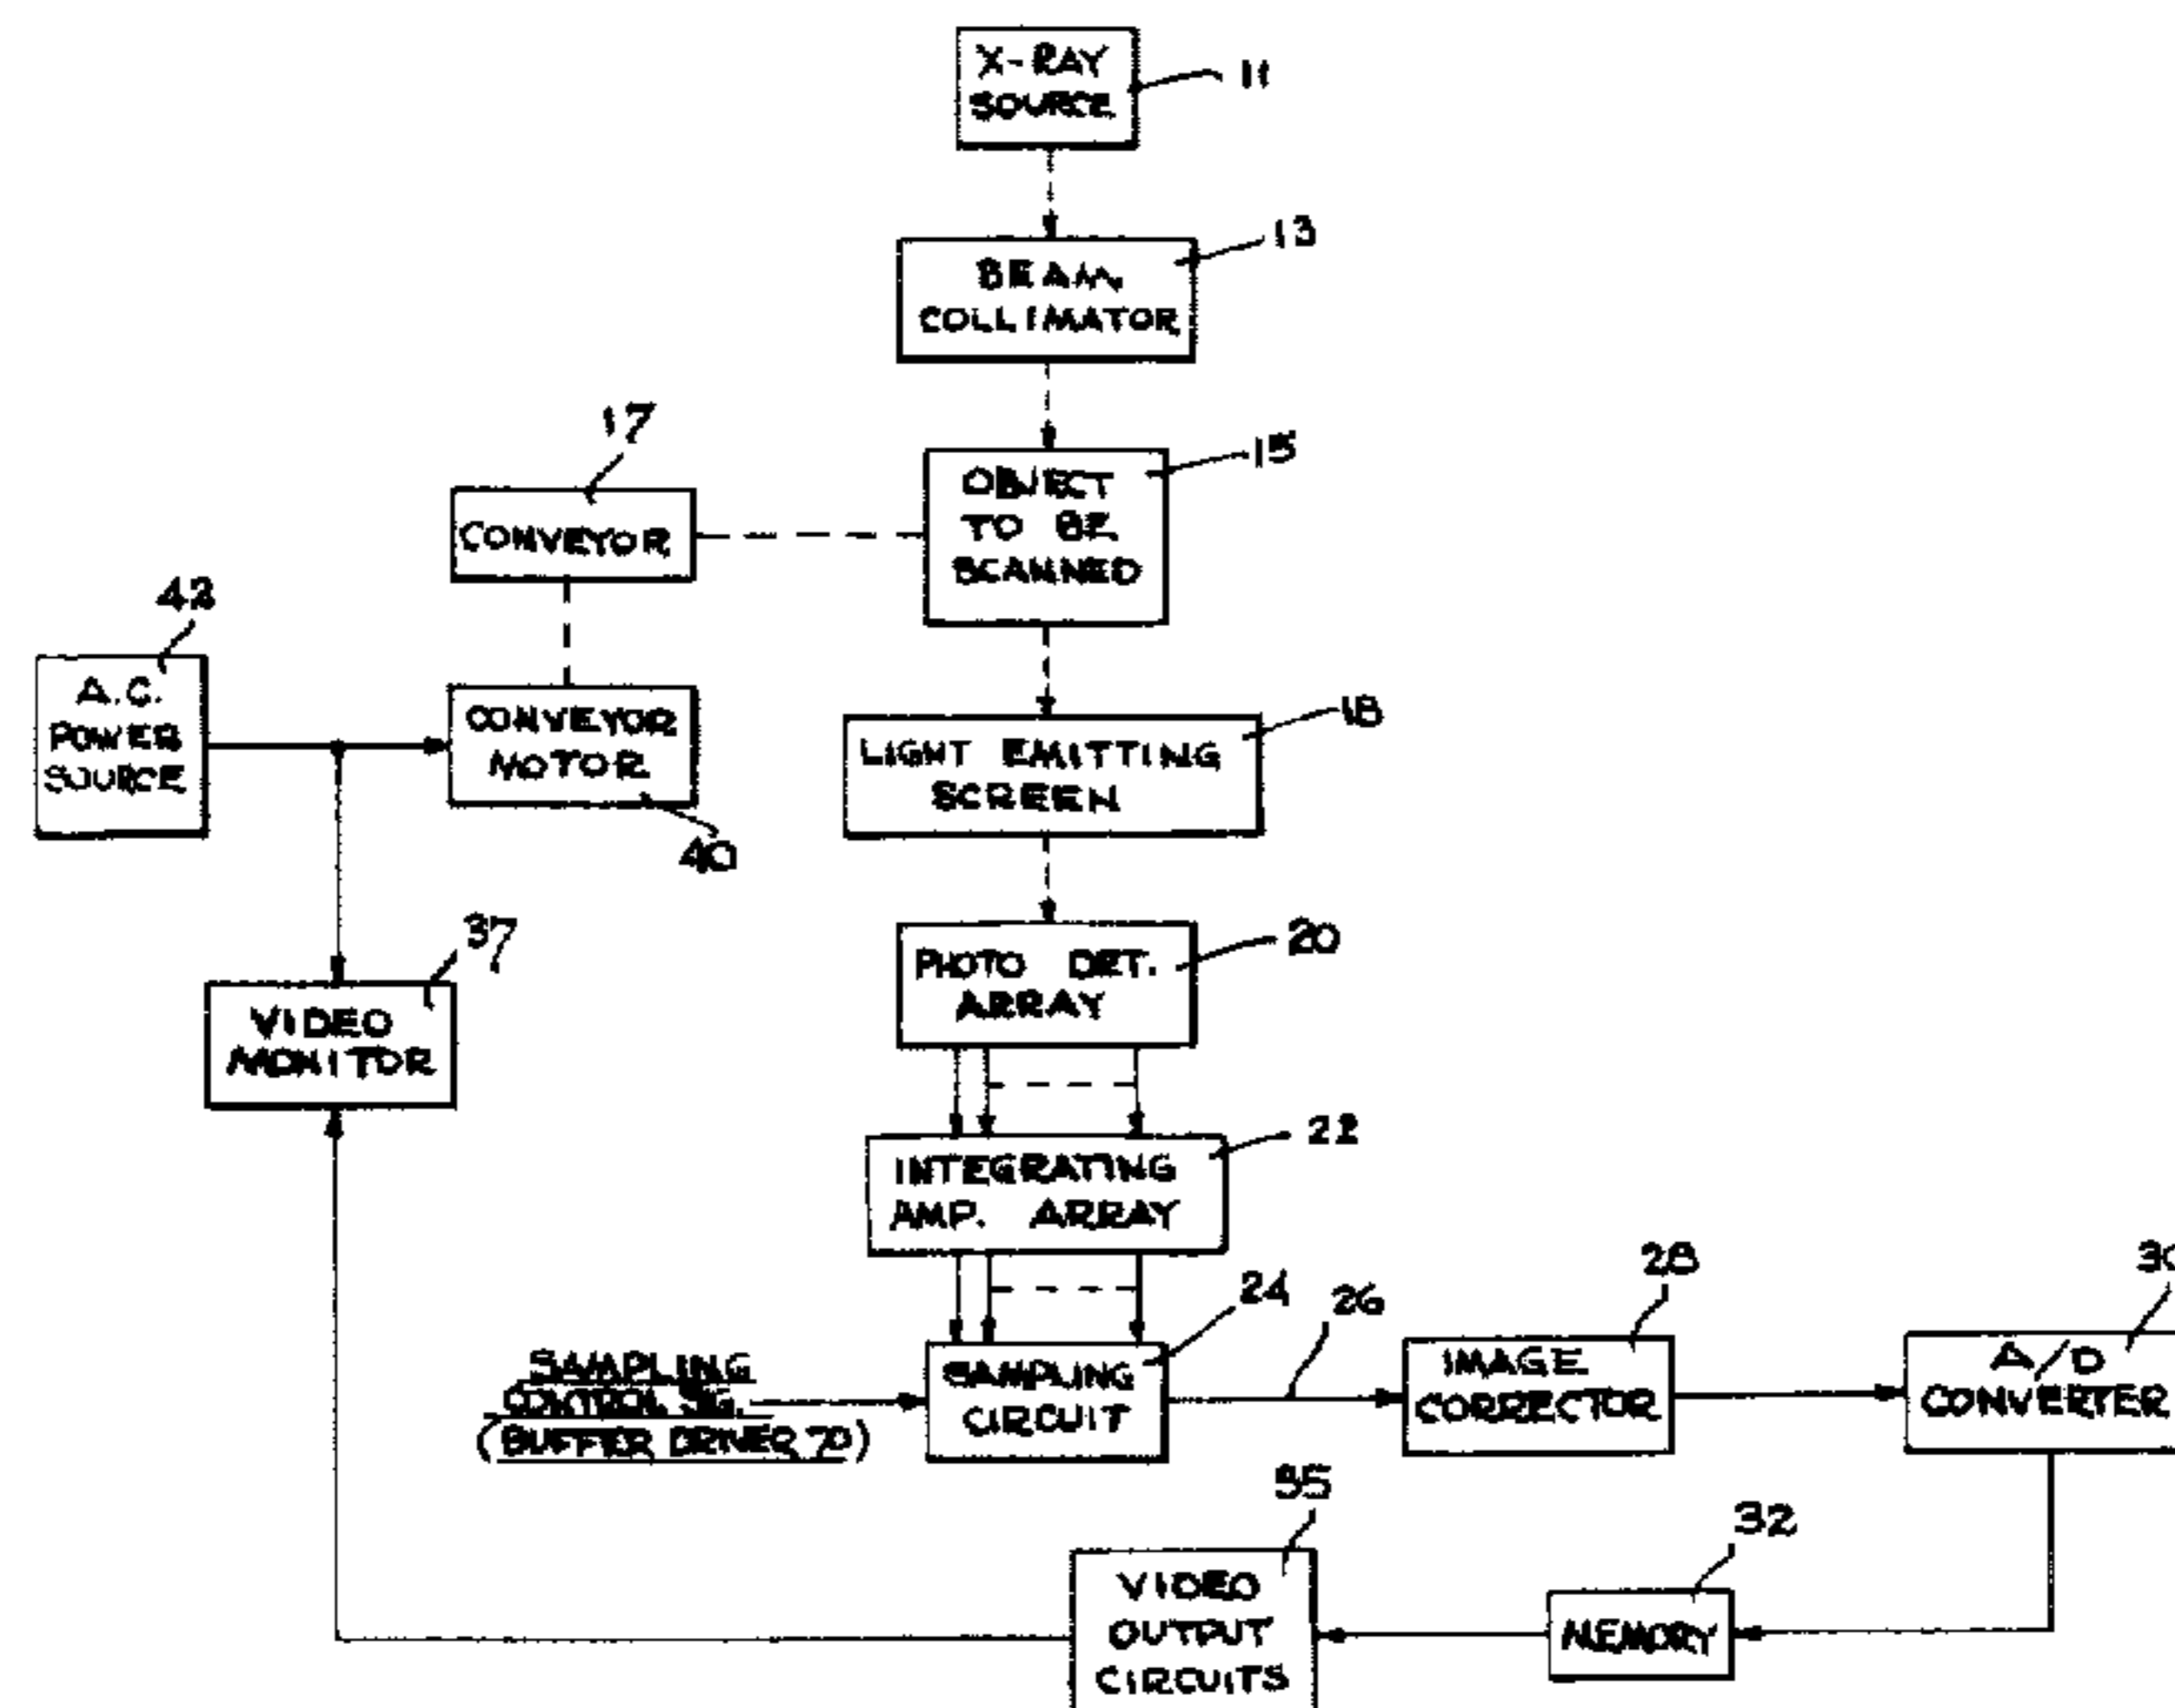 X-RAY
SOURCE
11
BEAM
COLLIMATOR
13
17
CONVEYOR
OBJECT
TO BE
SCANNED
15
42
A.C.
POWER
SOURCE
CONVEYOR
MOTOR
40
LIGHT EMITTING
SCREEN
18
37
VIDEO
MONITOR
PHOTO DET.
ARRAY
20
INTEGRATING
AMP. ARRAY
22
SAMPLING
CONTROL SIG.
(BUFFER DRIVER 70)
SAMPLING
CIRCUIT
24
26
28
IMAGE
CORRECTOR
30
A/D
CONVERTER
35
VIDEO
OUTPUT
CIRCUITS
32
MEMORY